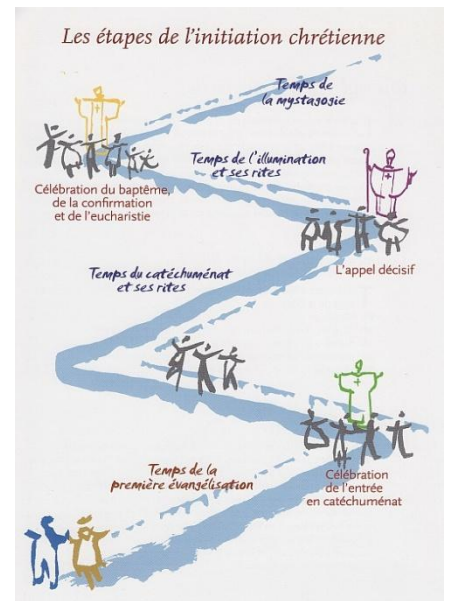 Les étapes de l'initiation chrétienne
Temps de
la mystagogie
Temps de l'illumination
et ses rites
Célébration du baptême,
de la confirmation
et de l'eucharistie
L'appel décisif
Temps du catéchuménat
et ses rites
Temps de la
première évangélisation
Célébration
de l'entrée
en catéchuménat